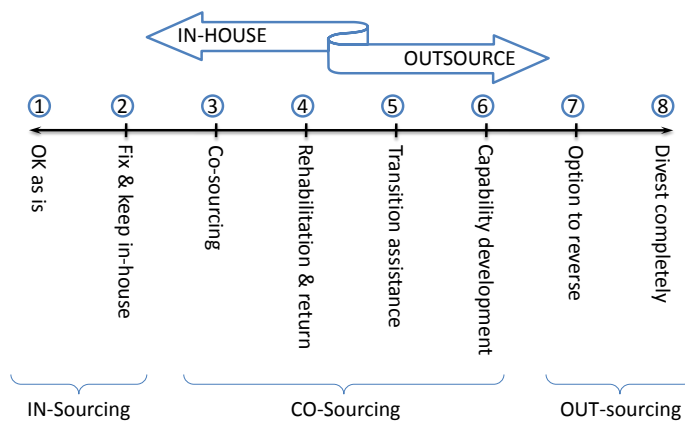 IN-HOUSE
OUTSOURCE
1
2
3
4
5
6
7
8
OK as is
Fix & keep in-house
Co-sourcing
Rehabilitation & return
Transition assistance
Capability development
Option to reverse
Divest completely
IN-Sourcing
CO-Sourcing
OUT-sourcing